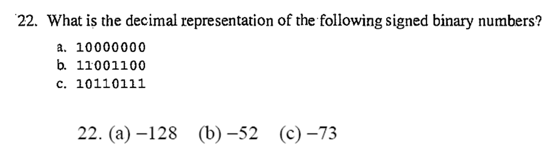 22. What is the decimal representation of the following signed binary numbers?
a. 10000000
b. 11001100
c. 10110111
22. (a) –128 (b) –52 (c) –73